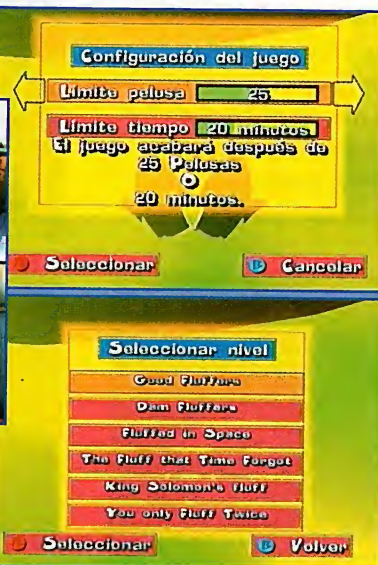 Configuración del juego
Límite pelusa 25
Límite tiempo 20 minutos
El juego acabará después de
25 Pelusas
O
20 minutos.
Seleccionar
B Cancelar
Seleccionar nivel
Good Fluffers
Dam Fluffers
Fluffed in Space
The Fluff that Time Forgot
King Solomon's Fluff
You only Fluff Twice
Seleccionar
B Volver